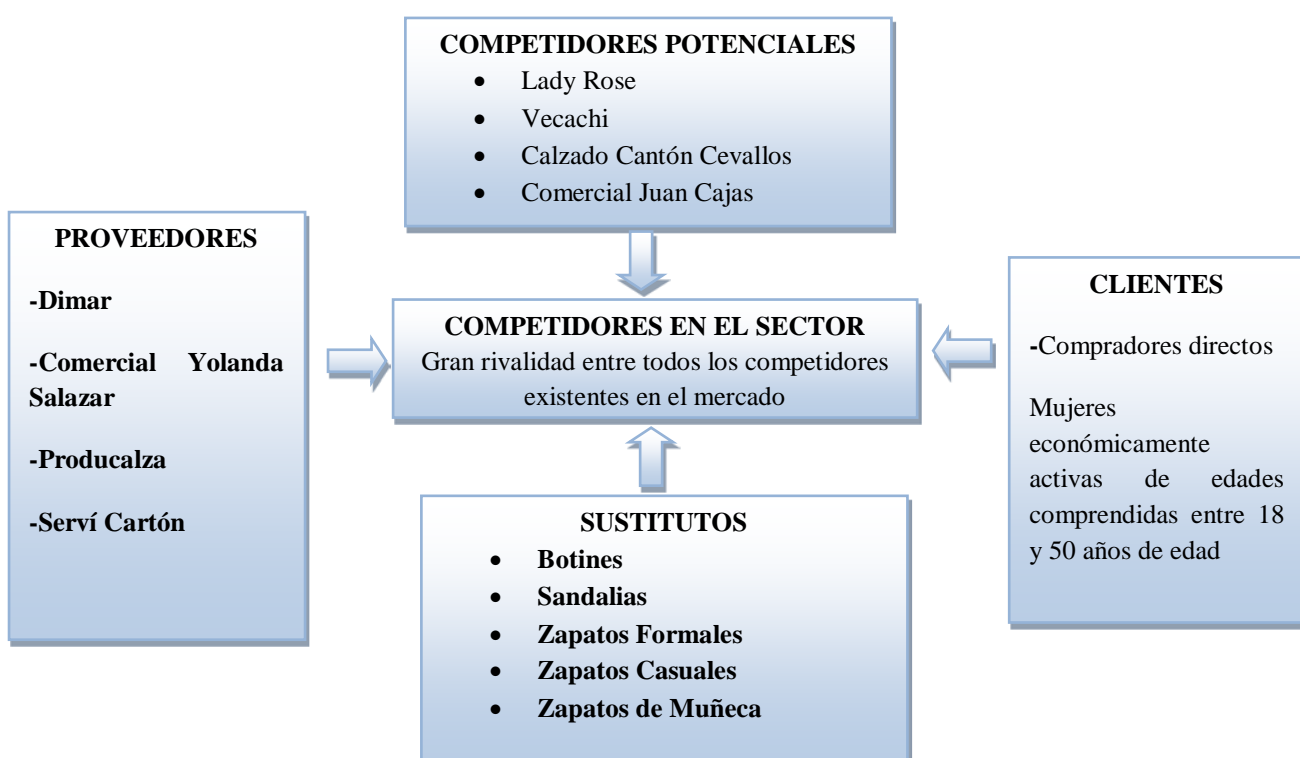 COMPETIDORES POTENCIALES
• Lady Rose
• Vecachi
• Calzado Cantón Cevallos
• Comercial Juan Cajas
PROVEEDORES
-Dimar
-Comercial Yolanda
Salazar
-Producalza
-Serví Cartón
COMPETIDORES EN EL SECTOR
Gran rivalidad entre todos los competidores
existentes en el mercado
CLIENTES
-Compradores directos
Mujeres
económicamente
activas de edades
comprendidas entre 18
y 50 años de edad
SUSTITUTOS
• Botines
• Sandalias
• Zapatos Formales
• Zapatos Casuales
• Zapatos de Muñeca